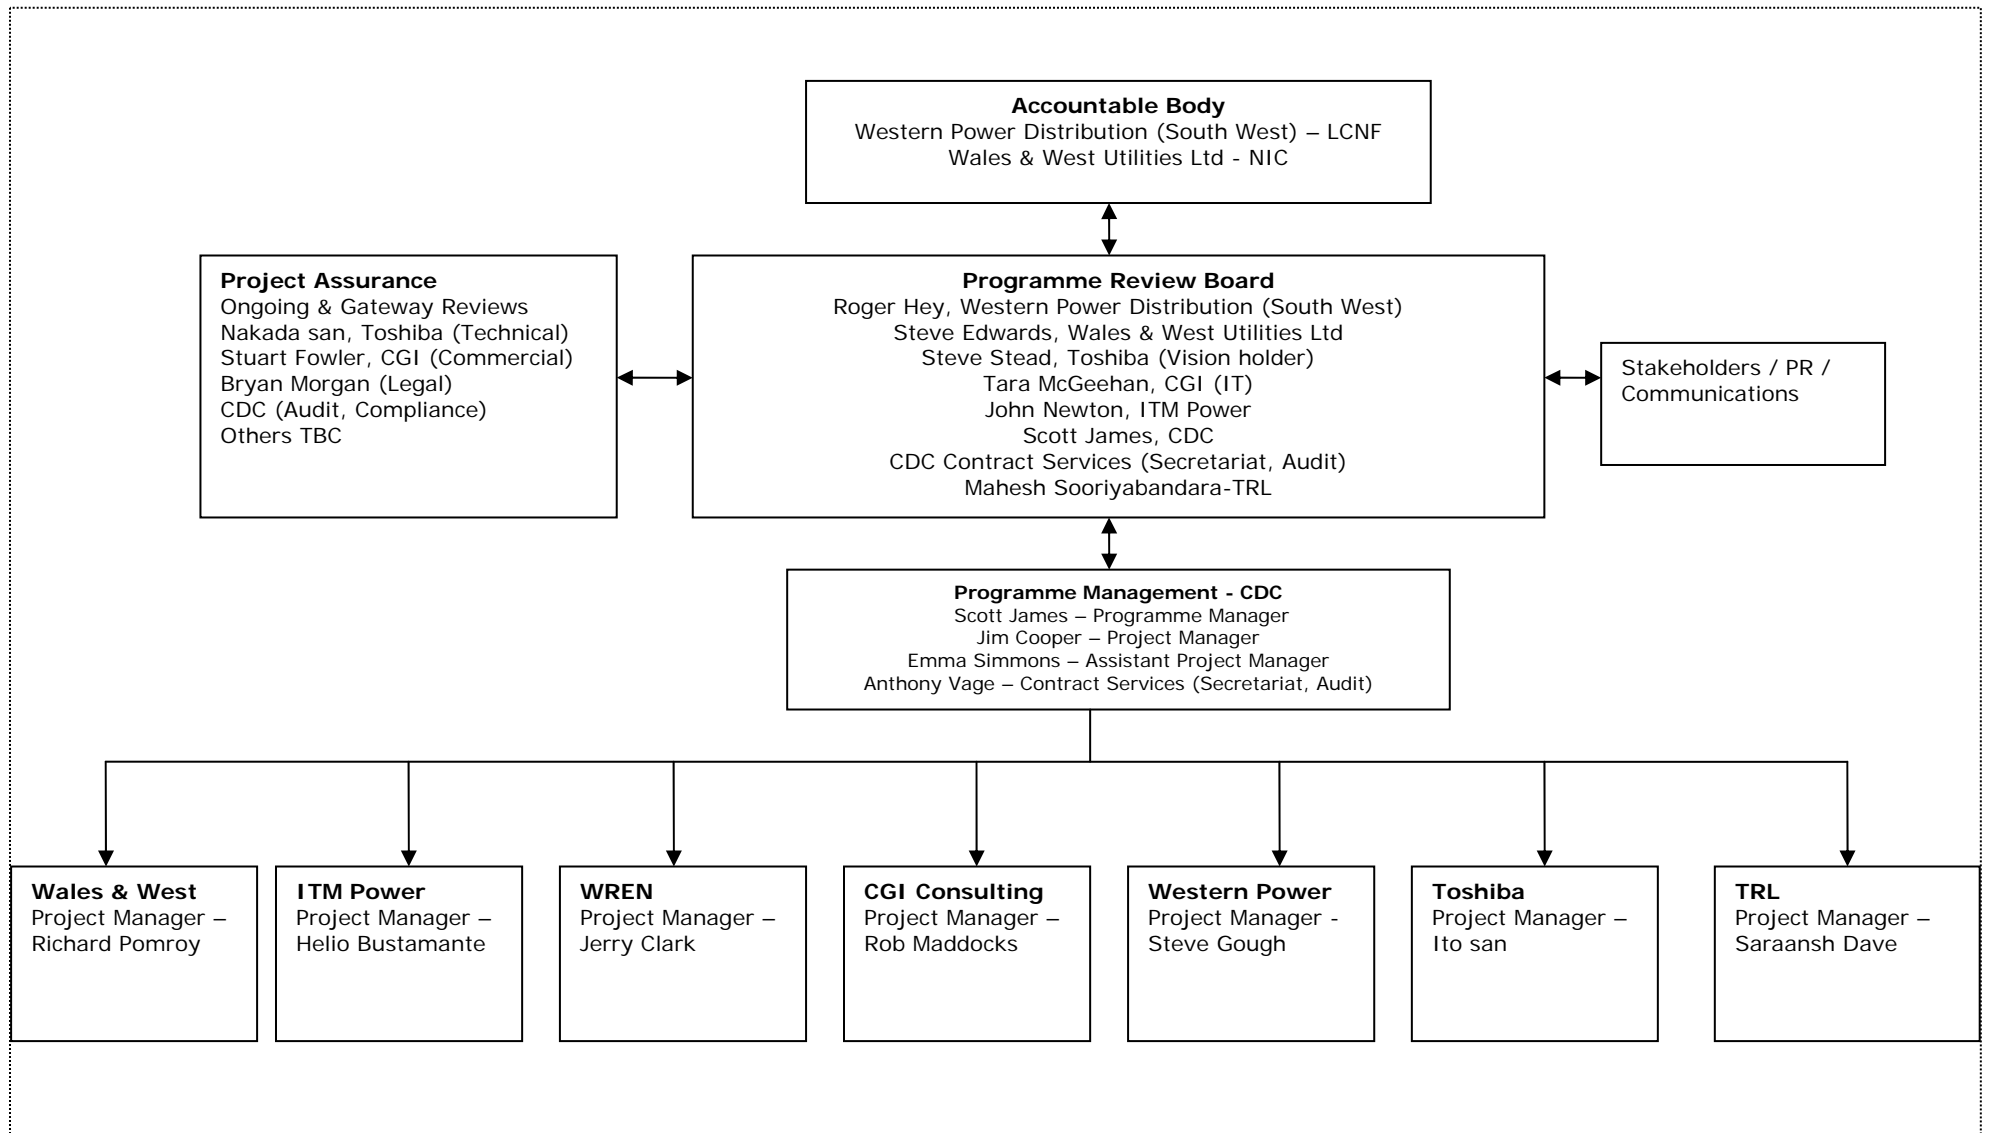 Accountable Body
Western Power Distribution (South West) – LCNF
Wales & West Utilities Ltd - NIC
Project Assurance
Ongoing & Gateway Reviews
Nakada san, Toshiba (Technical)
Stuart Fowler, CGI (Commercial)
Bryan Morgan (Legal)
CDC (Audit, Compliance)
Others TBC
Programme Review Board
Roger Hey, Western Power Distribution (South West)
Steve Edwards, Wales & West Utilities Ltd
Steve Stead, Toshiba (Vision holder)
Tara McGeehan, CGI (IT)
John Newton, ITM Power
Scott James, CDC
CDC Contract Services (Secretariat, Audit)
Mahesh Sooriyabandara-TRL
Stakeholders / PR /
Communications
Programme Management - CDC
Scott James – Programme Manager
Jim Cooper – Project Manager
Emma Simmons – Assistant Project Manager
Anthony Vage – Contract Services (Secretariat, Audit)
Wales & West
Project Manager –
Richard Pomroy
ITM Power
Project Manager –
Helio Bustamante
WREN
Project Manager –
Jerry Clark
CGI Consulting
Project Manager –
Rob Maddocks
Western Power
Project Manager -
Steve Gough
Toshiba
Project Manager –
Ito san
TRL
Project Manager –
Saraansh Dave